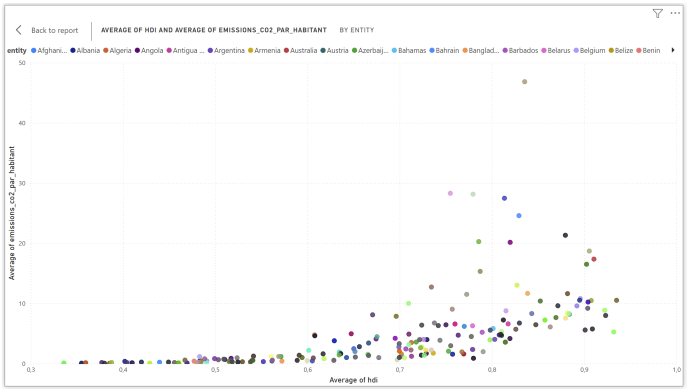 Back to report
AVERAGE OF HDI AND AVERAGE OF EMISSIONS_CO2_PAR_HABITANT BY ENTITY
entity Afghani... Albania Algeria Angola Antigua ... Argentina Armenia Australia Austria Azerbaij... Bahamas Bahrain Banglad... Barbados Belarus Belgium Belize Benin
Average of emissions_co2_par_habitant
50
40
30
20
10
0
0,3 0,4 0,5 0,6 0,7 0,8 0,9 1,0
Average of hdi